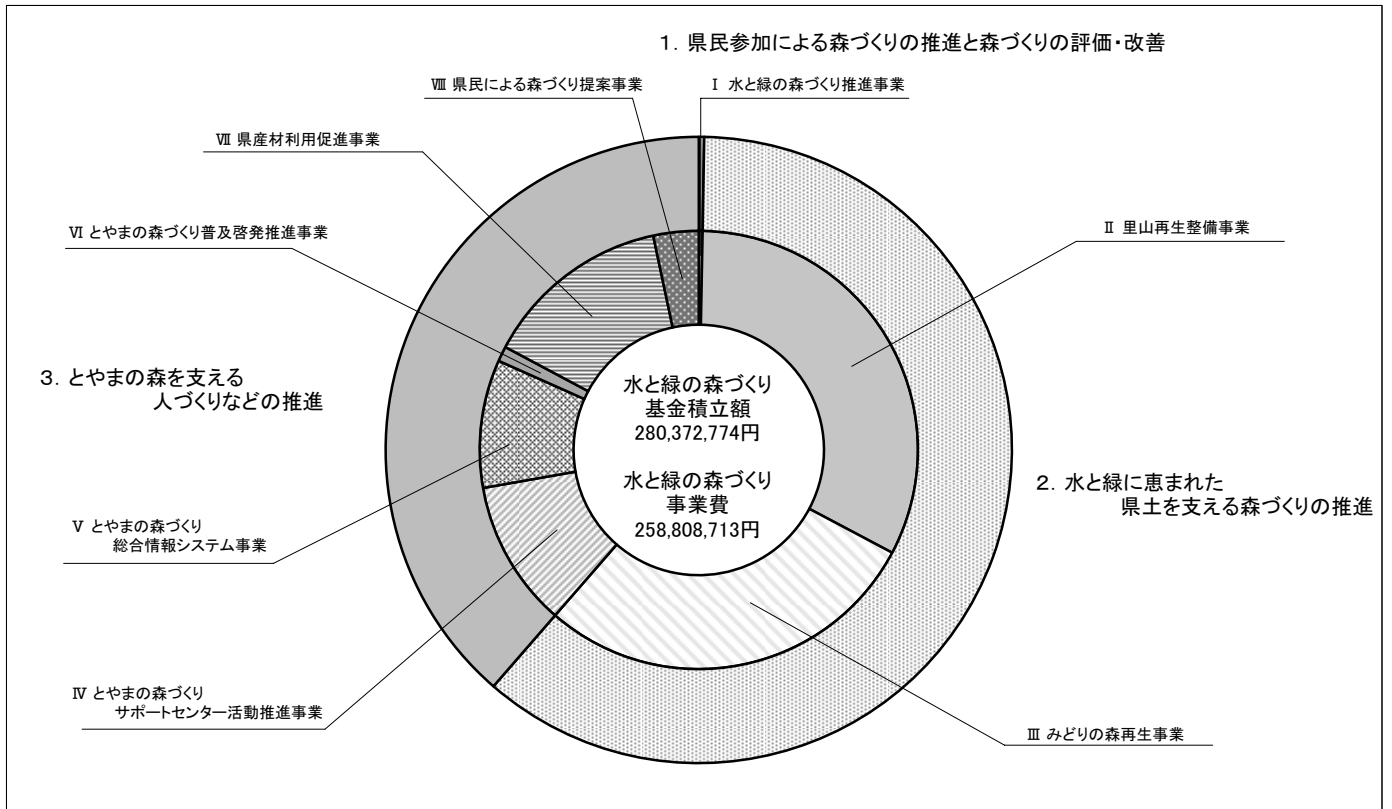 １．県民参加による森づくりの推進と森づくりの評価・改善
Ⅷ 県民による森づくり提案事業
Ⅰ 水と緑の森づくり推進事業
Ⅶ 県産材利用促進事業
Ⅵ とやまの森づくり普及啓発推進事業
Ⅱ 里山再生整備事業
３．とやまの森を支える
人づくりなどの推進
水と緑の森づくり
基金積立額
280,372,774円
水と緑の森づくり
事業費
258,808,713円
２．水と緑に恵まれた
県土を支える森づくりの推進
Ⅴ とやまの森づくり
総合情報システム事業
Ⅳ とやまの森づくり
サポートセンター活動推進事業
Ⅲ みどりの森再生事業